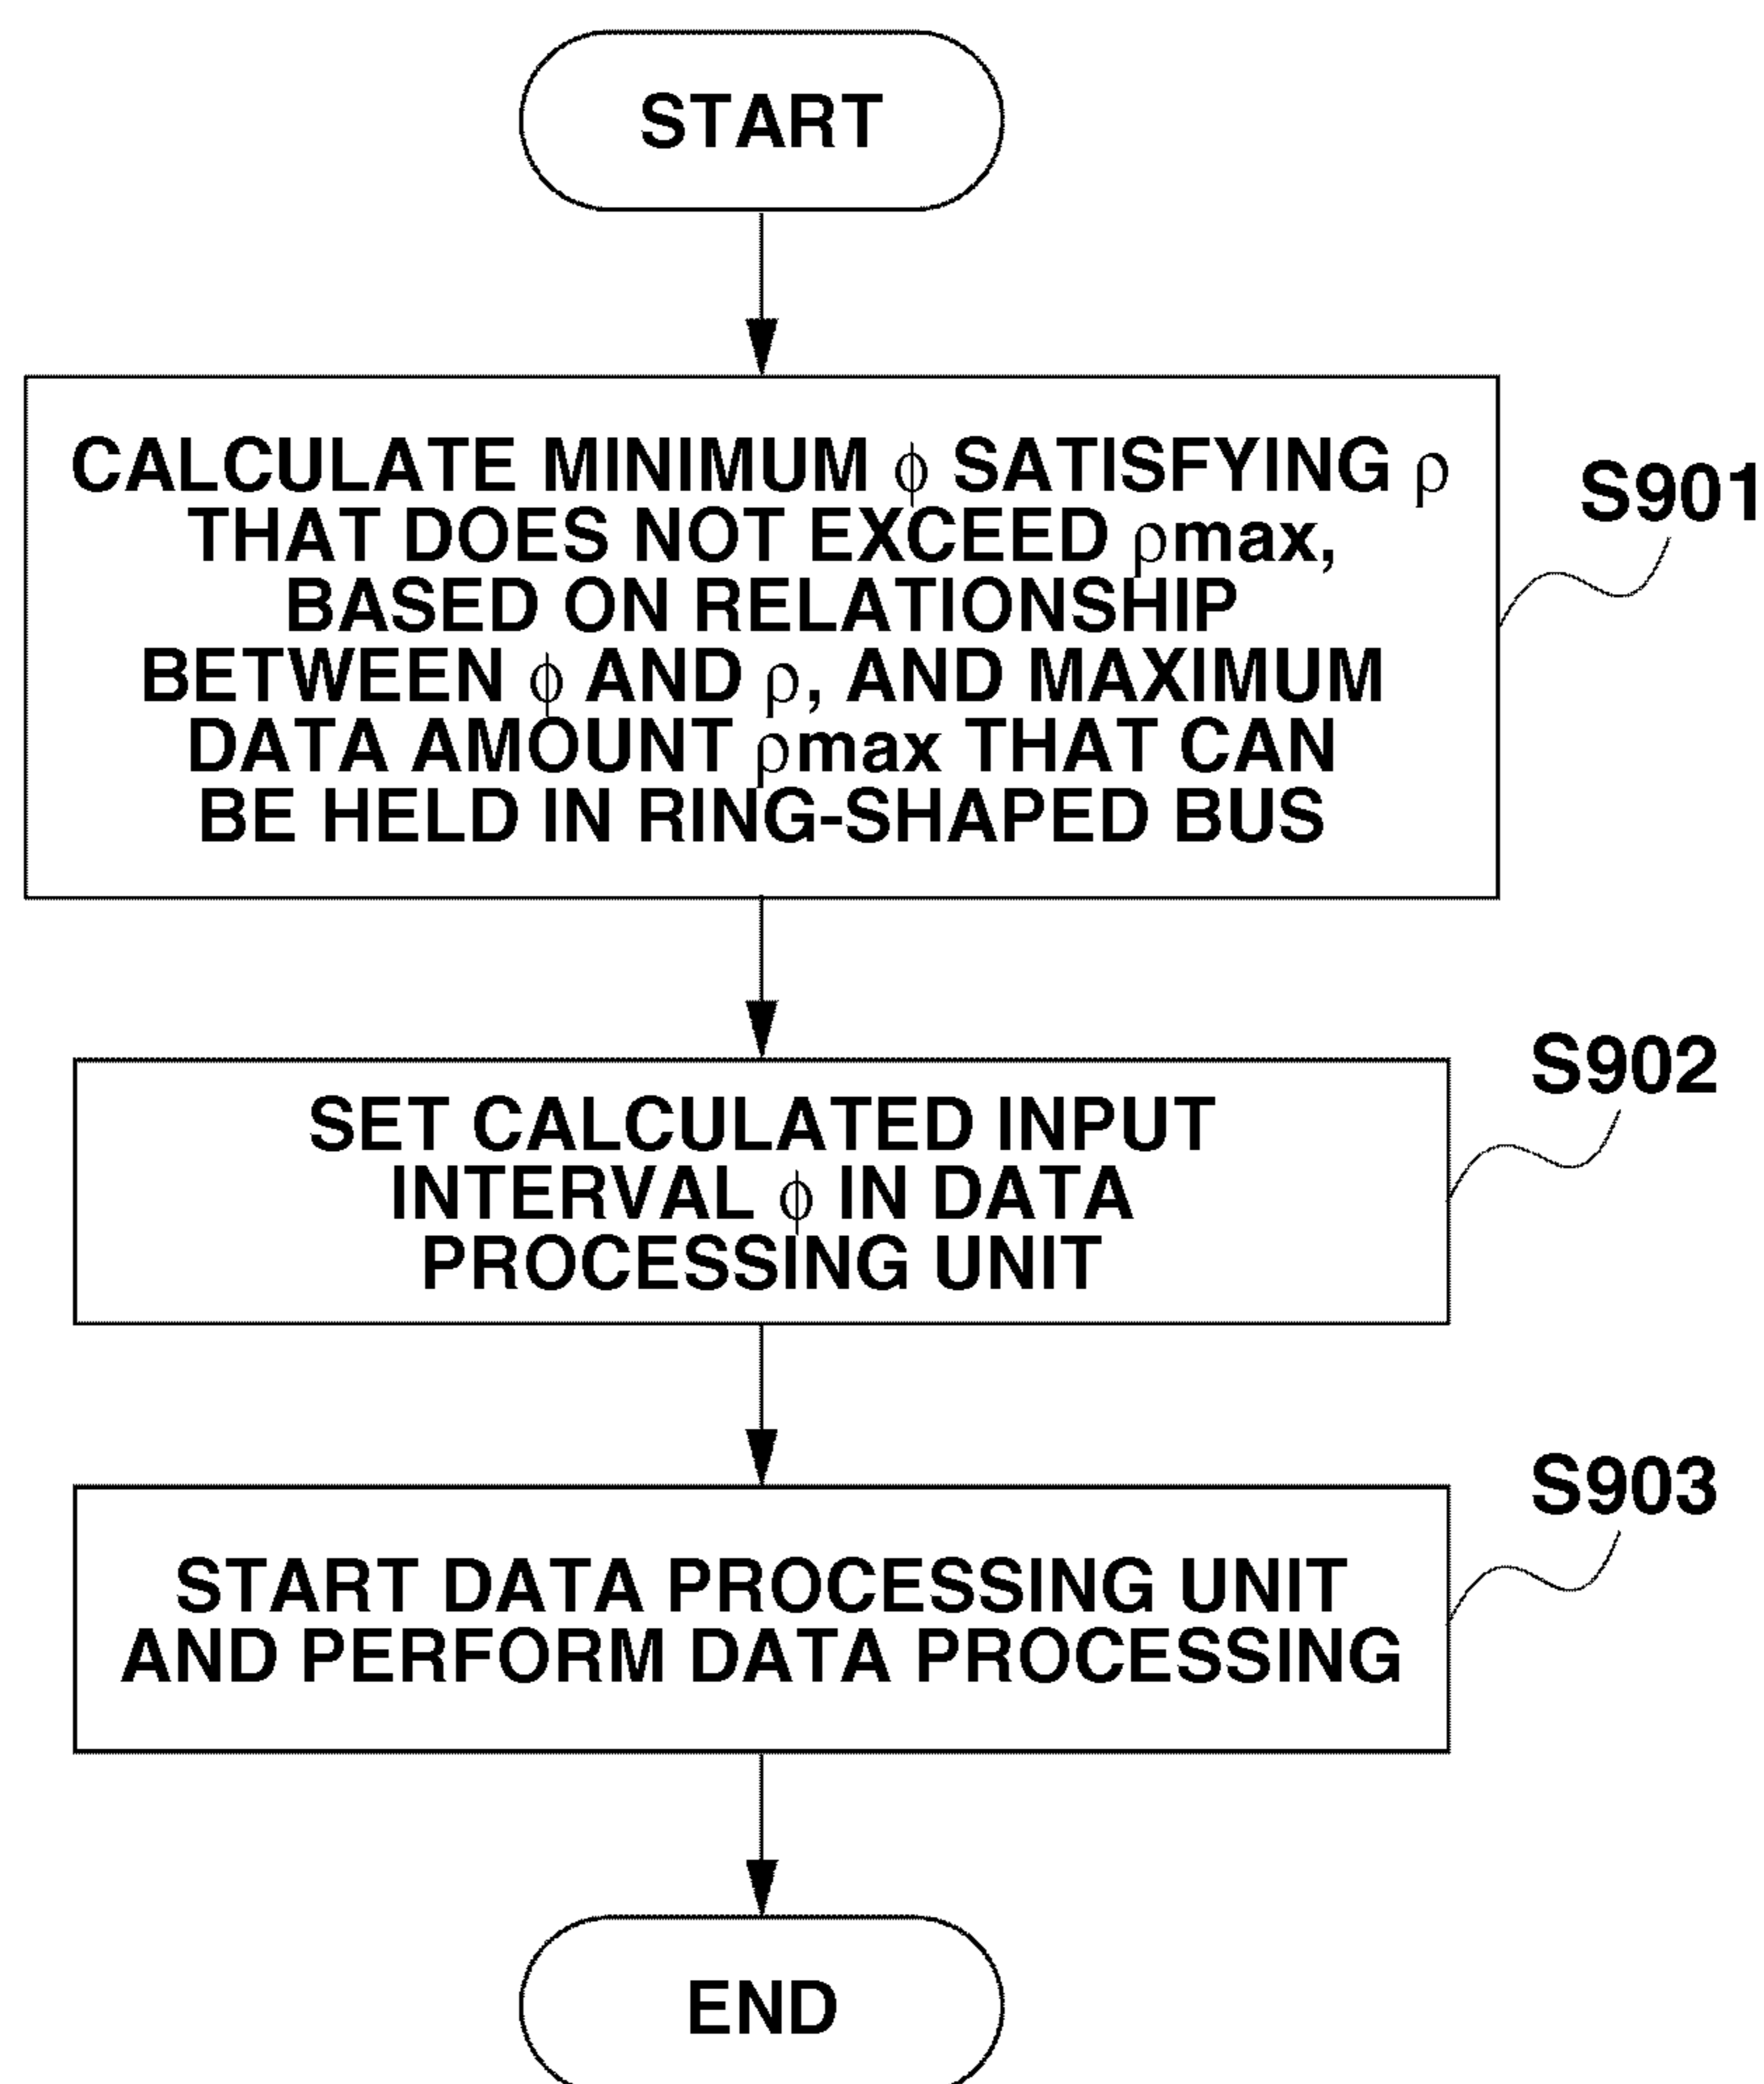 START
CALCULATE MINIMUM ϕ SATISFYING ρ
THAT DOES NOT EXCEED ρmax,
BASED ON RELATIONSHIP
BETWEEN ϕ AND ρ, AND MAXIMUM
DATA AMOUNT ρmax THAT CAN
BE HELD IN RING-SHAPED BUS
S901
SET CALCULATED INPUT
INTERVAL ϕ IN DATA
PROCESSING UNIT
S902
START DATA PROCESSING UNIT
AND PERFORM DATA PROCESSING
S903
END